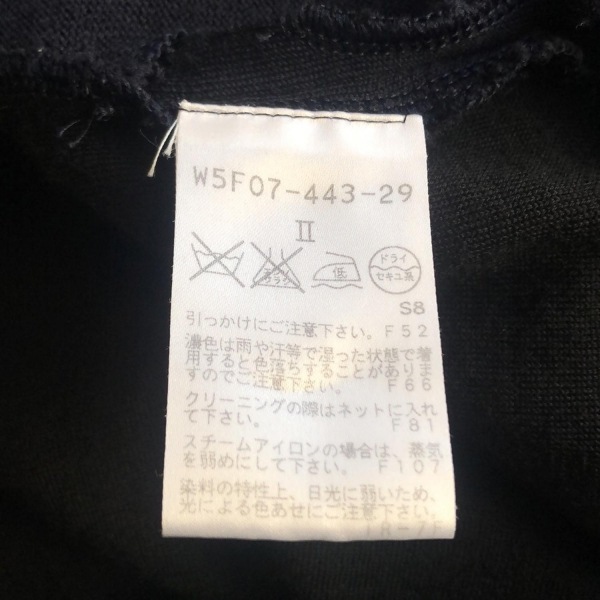 W5F07-443-29
II
低
ドライ
セキユ系
S8
引っかけにご注意下さい。F52
濃色は雨や汗等で湿った状態で着
用すると色落ちすることがありま
すのでご注意下さい。 F66
クリーニングの際はネットに入れ
て下さい。 F81
スチームアイロンの場合は、蒸気
を弱めにして下さい。 F107
染料の特性上、日光に弱いため、
光による色あせにご注意下さい。